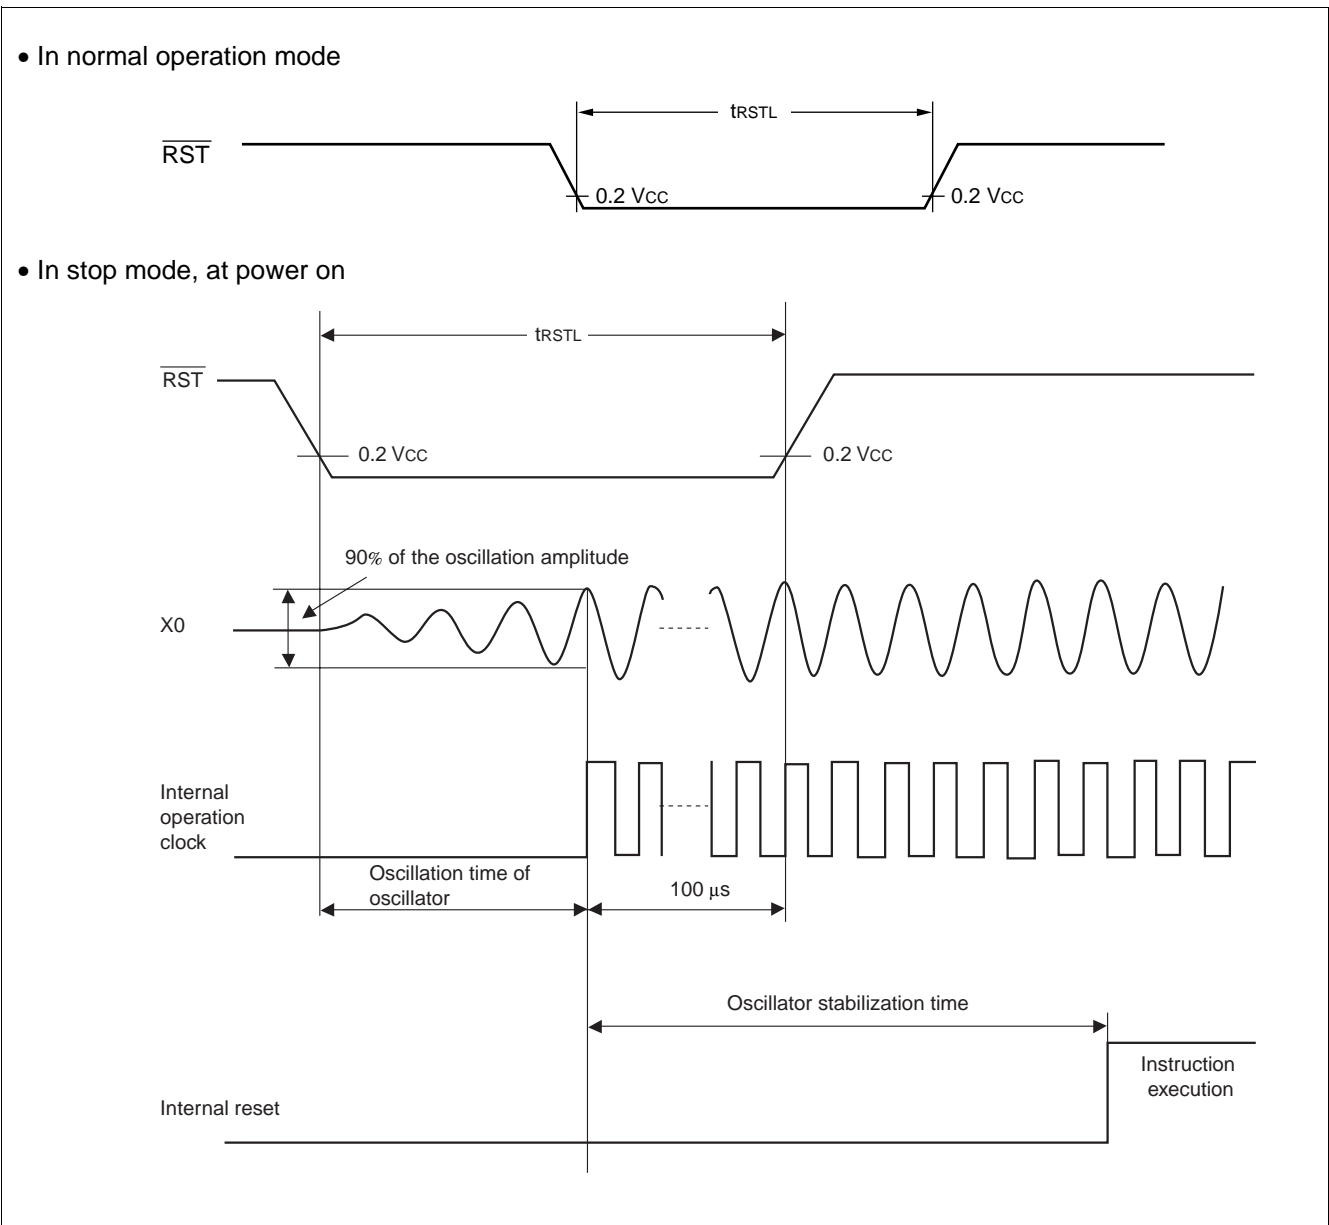 • In normal operation mode
tRSTL
RST
0.2 VCC
0.2 VCC
• In stop mode, at power on
tRSTL
RST
0.2 VCC
0.2 VCC
90% of the oscillation amplitude
X0
Internal
operation
clock
Oscillation time of
oscillator
100 μs
Oscillator stabilization time
Instruction
execution
Internal reset